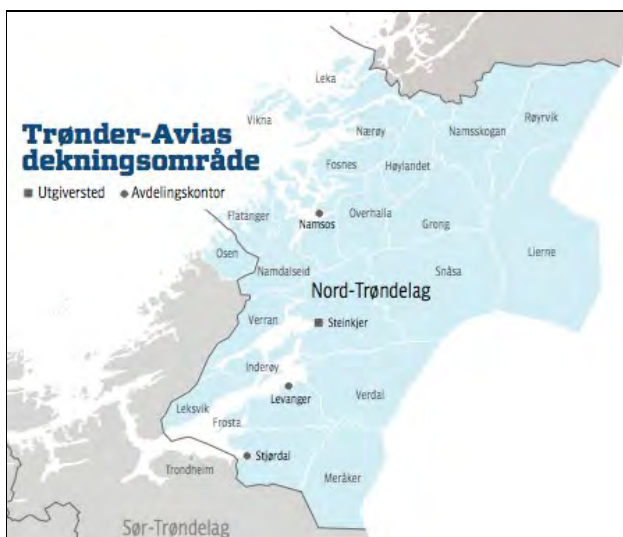 Leka
Røyrvik
Vikna
Trønder-Avias
dekningsområde
Nærøy
Namsskogan
Fosnes
Høylandet
■ Utgiversted ● Avdelingskontor
Flatanger
Namsos
Overhalla
Grong
Osen
Lierne
Namdalseid
Snåsa
Nord-Trøndelag
Verran
Steinkjer
Inderøy
Levanger
Verdal
Leksvik
Frosta
Stjørdal
Trondheim
Meråker
Sør-Trøndelag